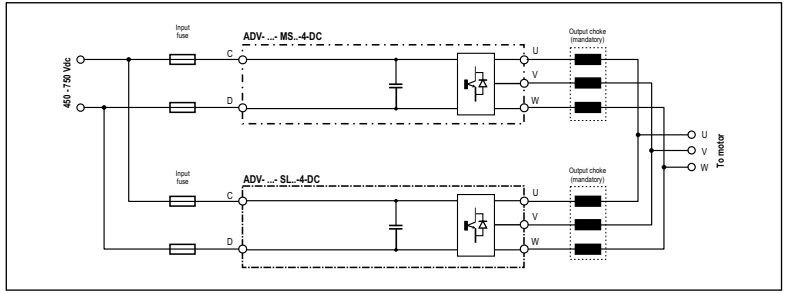 Input
fuse
ADV- ...- MS..-4-DC
Output choke
(mandatory)
C
U
V
D
W
450 - 750 Vdc
U
V
W
To motor
Input
fuse
ADV- ...- SL..-4-DC
Output choke
(mandatory)
C
U
V
D
W